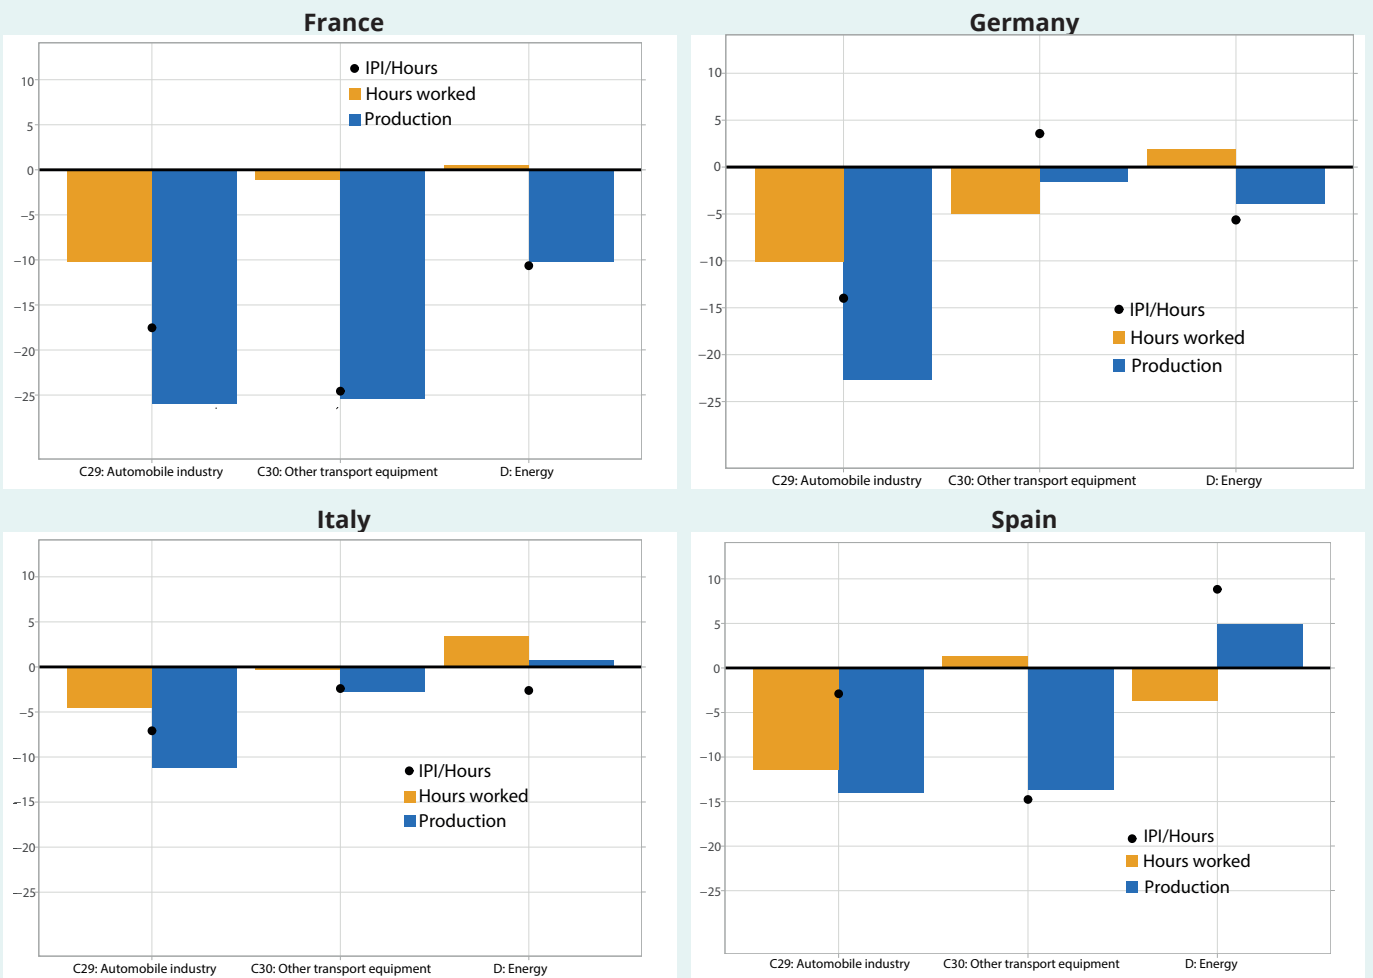 France
Germany
10
5
0
−5
−10
−15
−20
−25
IPI/Hours
Hours worked
Production
C29: Automobile industry
C30: Other transport equipment
D: Energy
10
5
0
−5
−10
−15
−20
−25
IPI/Hours
Hours worked
Production
C29: Automobile industry
C30: Other transport equipment
D: Energy
Italy
Spain
10
5
0
−5
−10
−15
−20
−25
IPI/Hours
Hours worked
Production
C29: Automobile industry
C30: Other transport equipment
D: Energy
10
5
0
−5
−10
−15
−20
−25
IPI/Hours
Hours worked
Production
C29: Automobile industry
C30: Other transport equipment
D: Energy